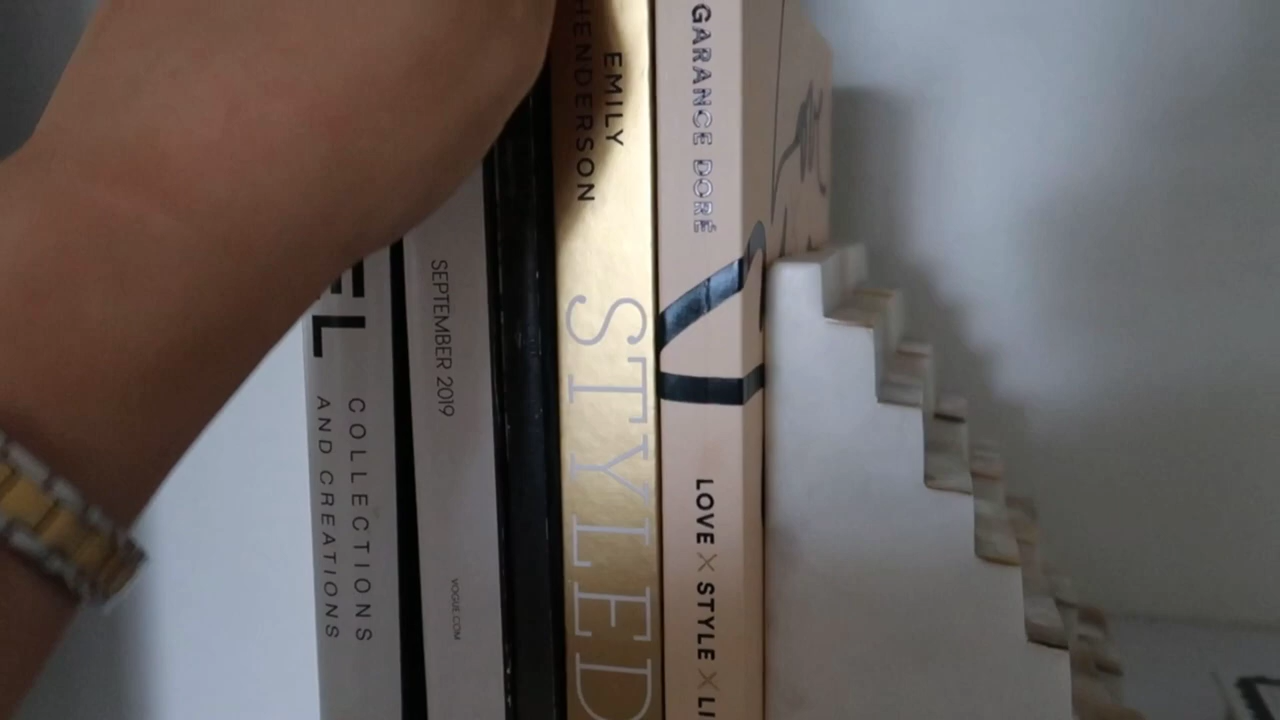 EL
COLLECTIONS
AND CREATIONS
SEPTEMBER 2019
VOGUE.COM
EMILY
HENDERSON
STYLED
GARANCE DORÉ
LOVE X STYLE X LI